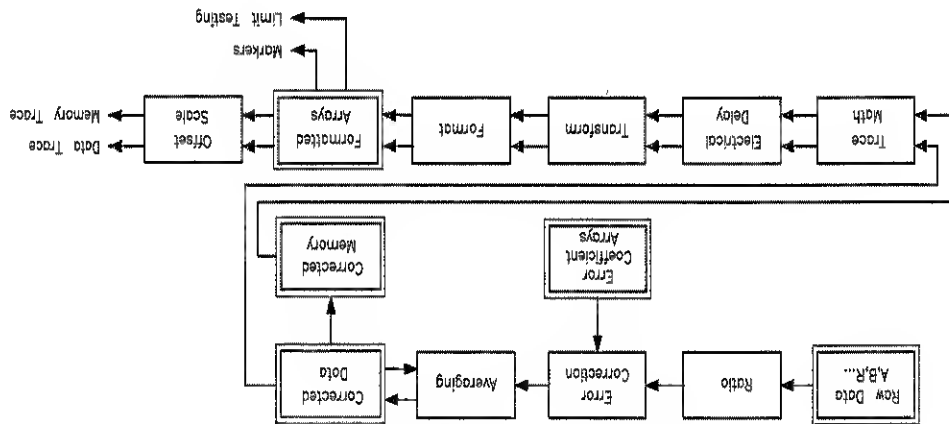 Raw Data
A,B,R...
Ratio
Error
Correction
Averaging
Corrected
Data
Error
Coefficient
Arrays
Corrected
Memory
Trace
Math
Electrical
Delay
Transform
Format
Formatted
Arrays
Offset
Scale
Data Trace
Memory Trace
Markers
Limit Testing